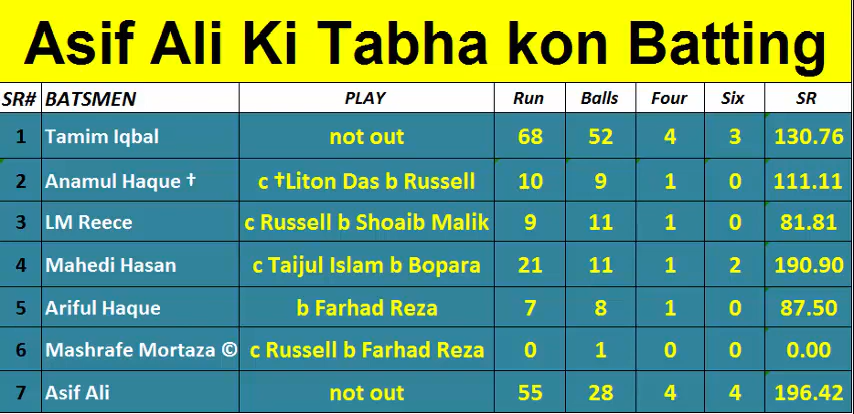 Asif Ali Ki Tabha kon Batting
SR# BATSMEN PLAY Run Balls Four Six SR
1 Tamim Iqbal not out 68 52 4 3 130.76
2 Anamul Haque † c †Liton Das b Russell 10 9 1 0 111.11
3 LM Reece c Russell b Shoaib Malik 9 11 1 0 81.81
4 Mahedi Hasan c Taijul Islam b Bopara 21 11 1 2 190.90
5 Ariful Haque b Farhad Reza 7 8 1 0 87.50
6 Mashrafe Mortaza © c Russell b Farhad Reza 0 1 0 0 0.00
7 Asif Ali not out 55 28 4 4 196.42